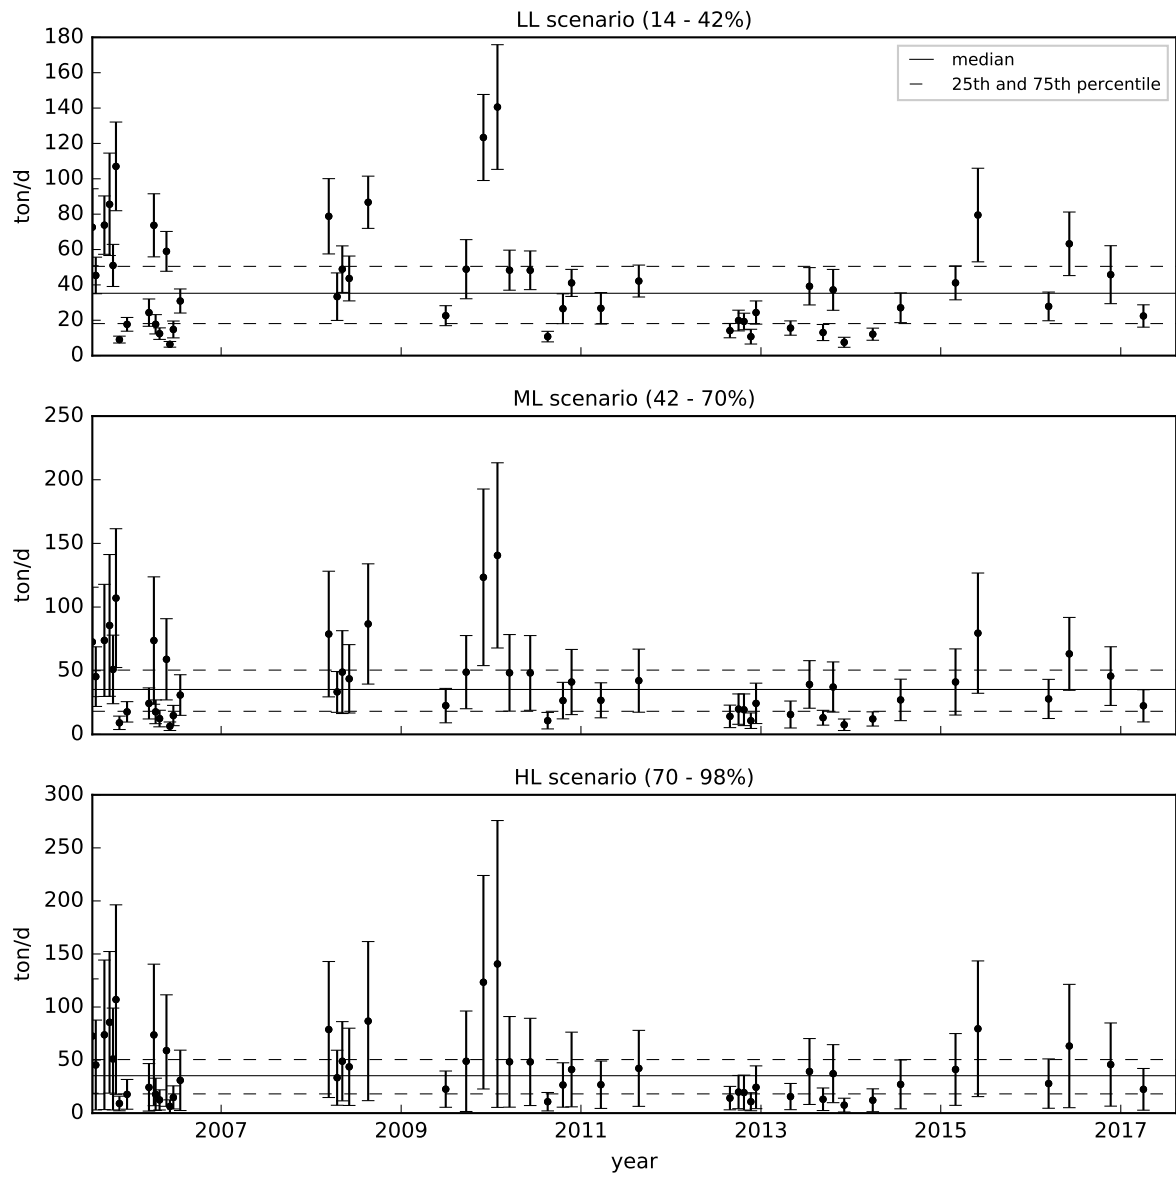 LL scenario (14 - 42%)
180
160
140
120
100
80
60
40
20
0
ton/d
median
25th and 75th percentile
ML scenario (42 - 70%)
250
200
150
100
50
0
ton/d
HL scenario (70 - 98%)
300
250
200
150
100
50
0
ton/d
2007 2009 2011 2013 2015 2017
year